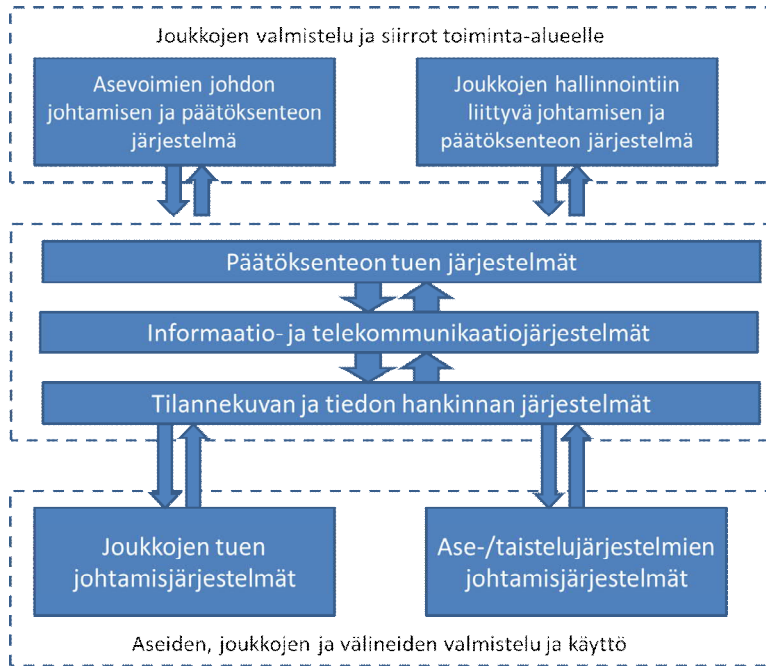 Joukkojen valmistelu ja siirrot toiminta-alueelle
Asevoimien johdon
johtamisen ja päätöksenteon
järjestelmä
Joukkojen hallinnointiin
liittyvä johtamisen ja
päätöksenteon järjestelmä
Päätöksenteon tuen järjestelmät
Informaatio- ja telekommunikaatiojärjestelmät
Tilannekuvan ja tiedon hankinnan järjestelmät
Joukkojen tuen
johtamisjärjestelmät
Ase-/taistelujärjestelmien
johtamisjärjestelmät
Aseiden, joukkojen ja välineiden valmistelu ja käyttö